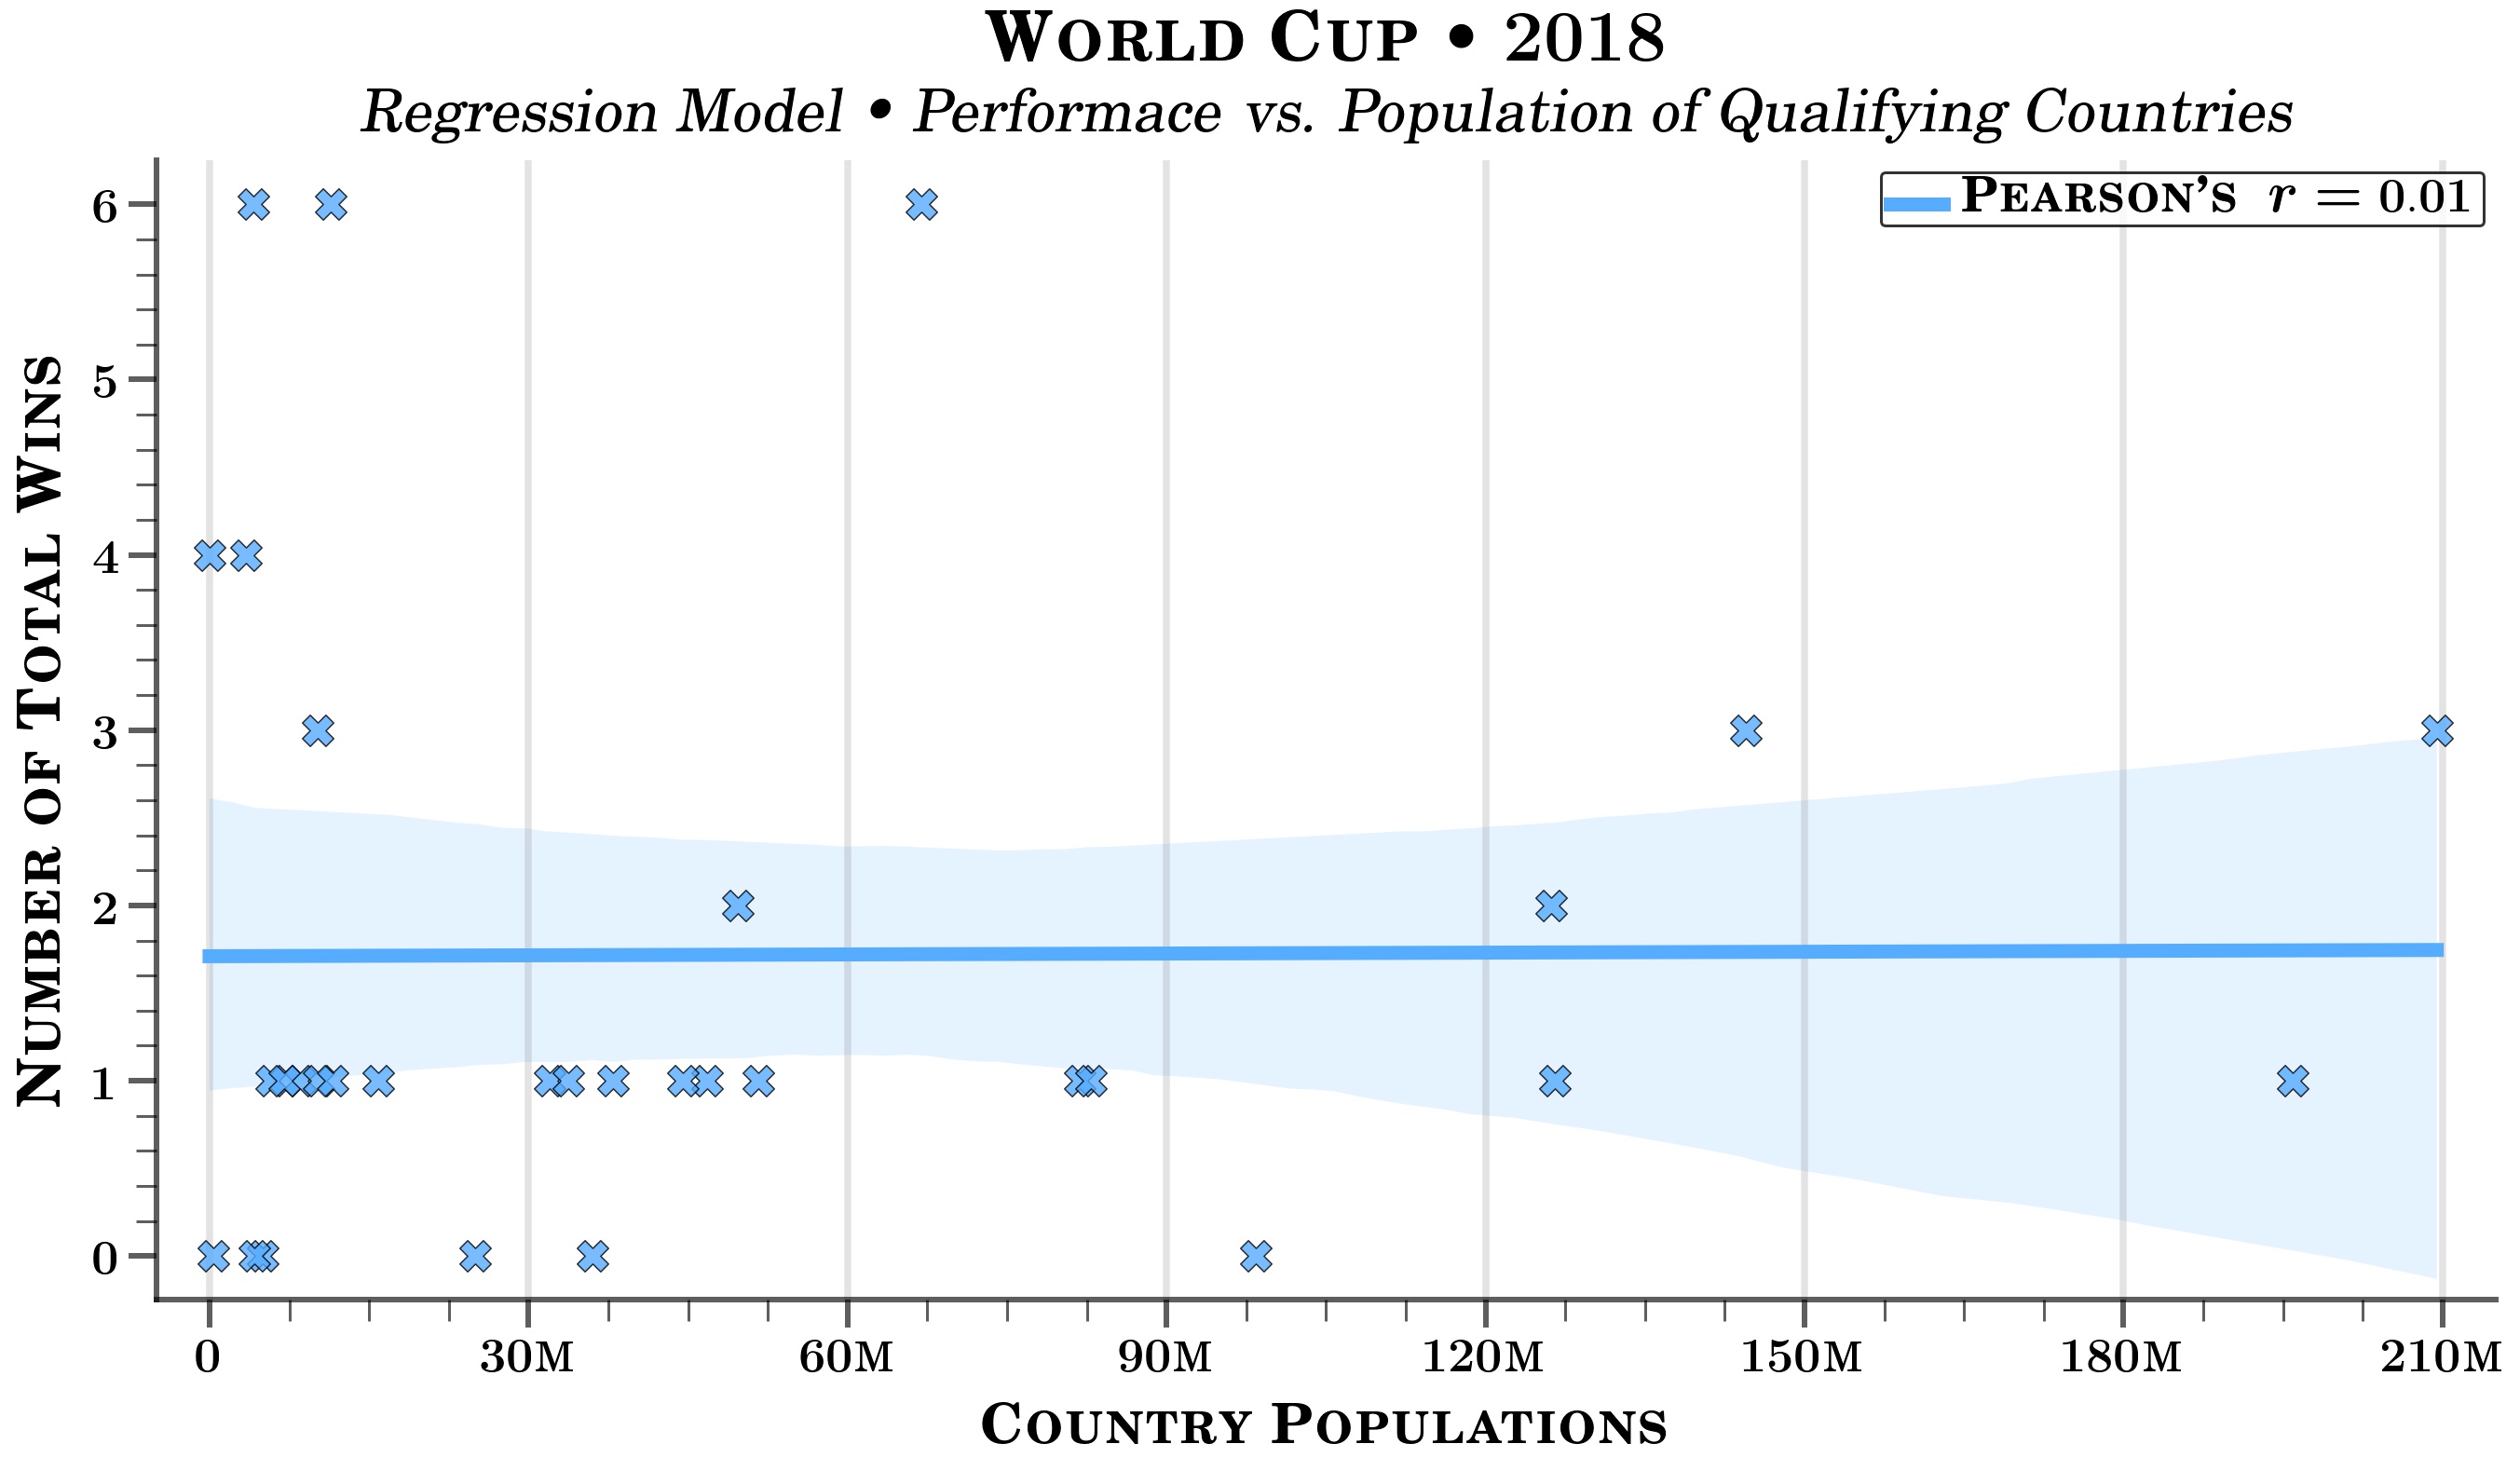 World Cup • 2018
Regression Model • Performace vs. Population of Qualifying Countries
Pearson's r = 0.01
Number of Total Wins
6
5
4
3
2
1
0
0 30M 60M 90M 120M 150M 180M 210M
Country Populations